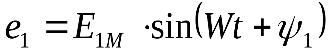 e₁ = E₁ₘ ·sin(Wt + ψ₁)